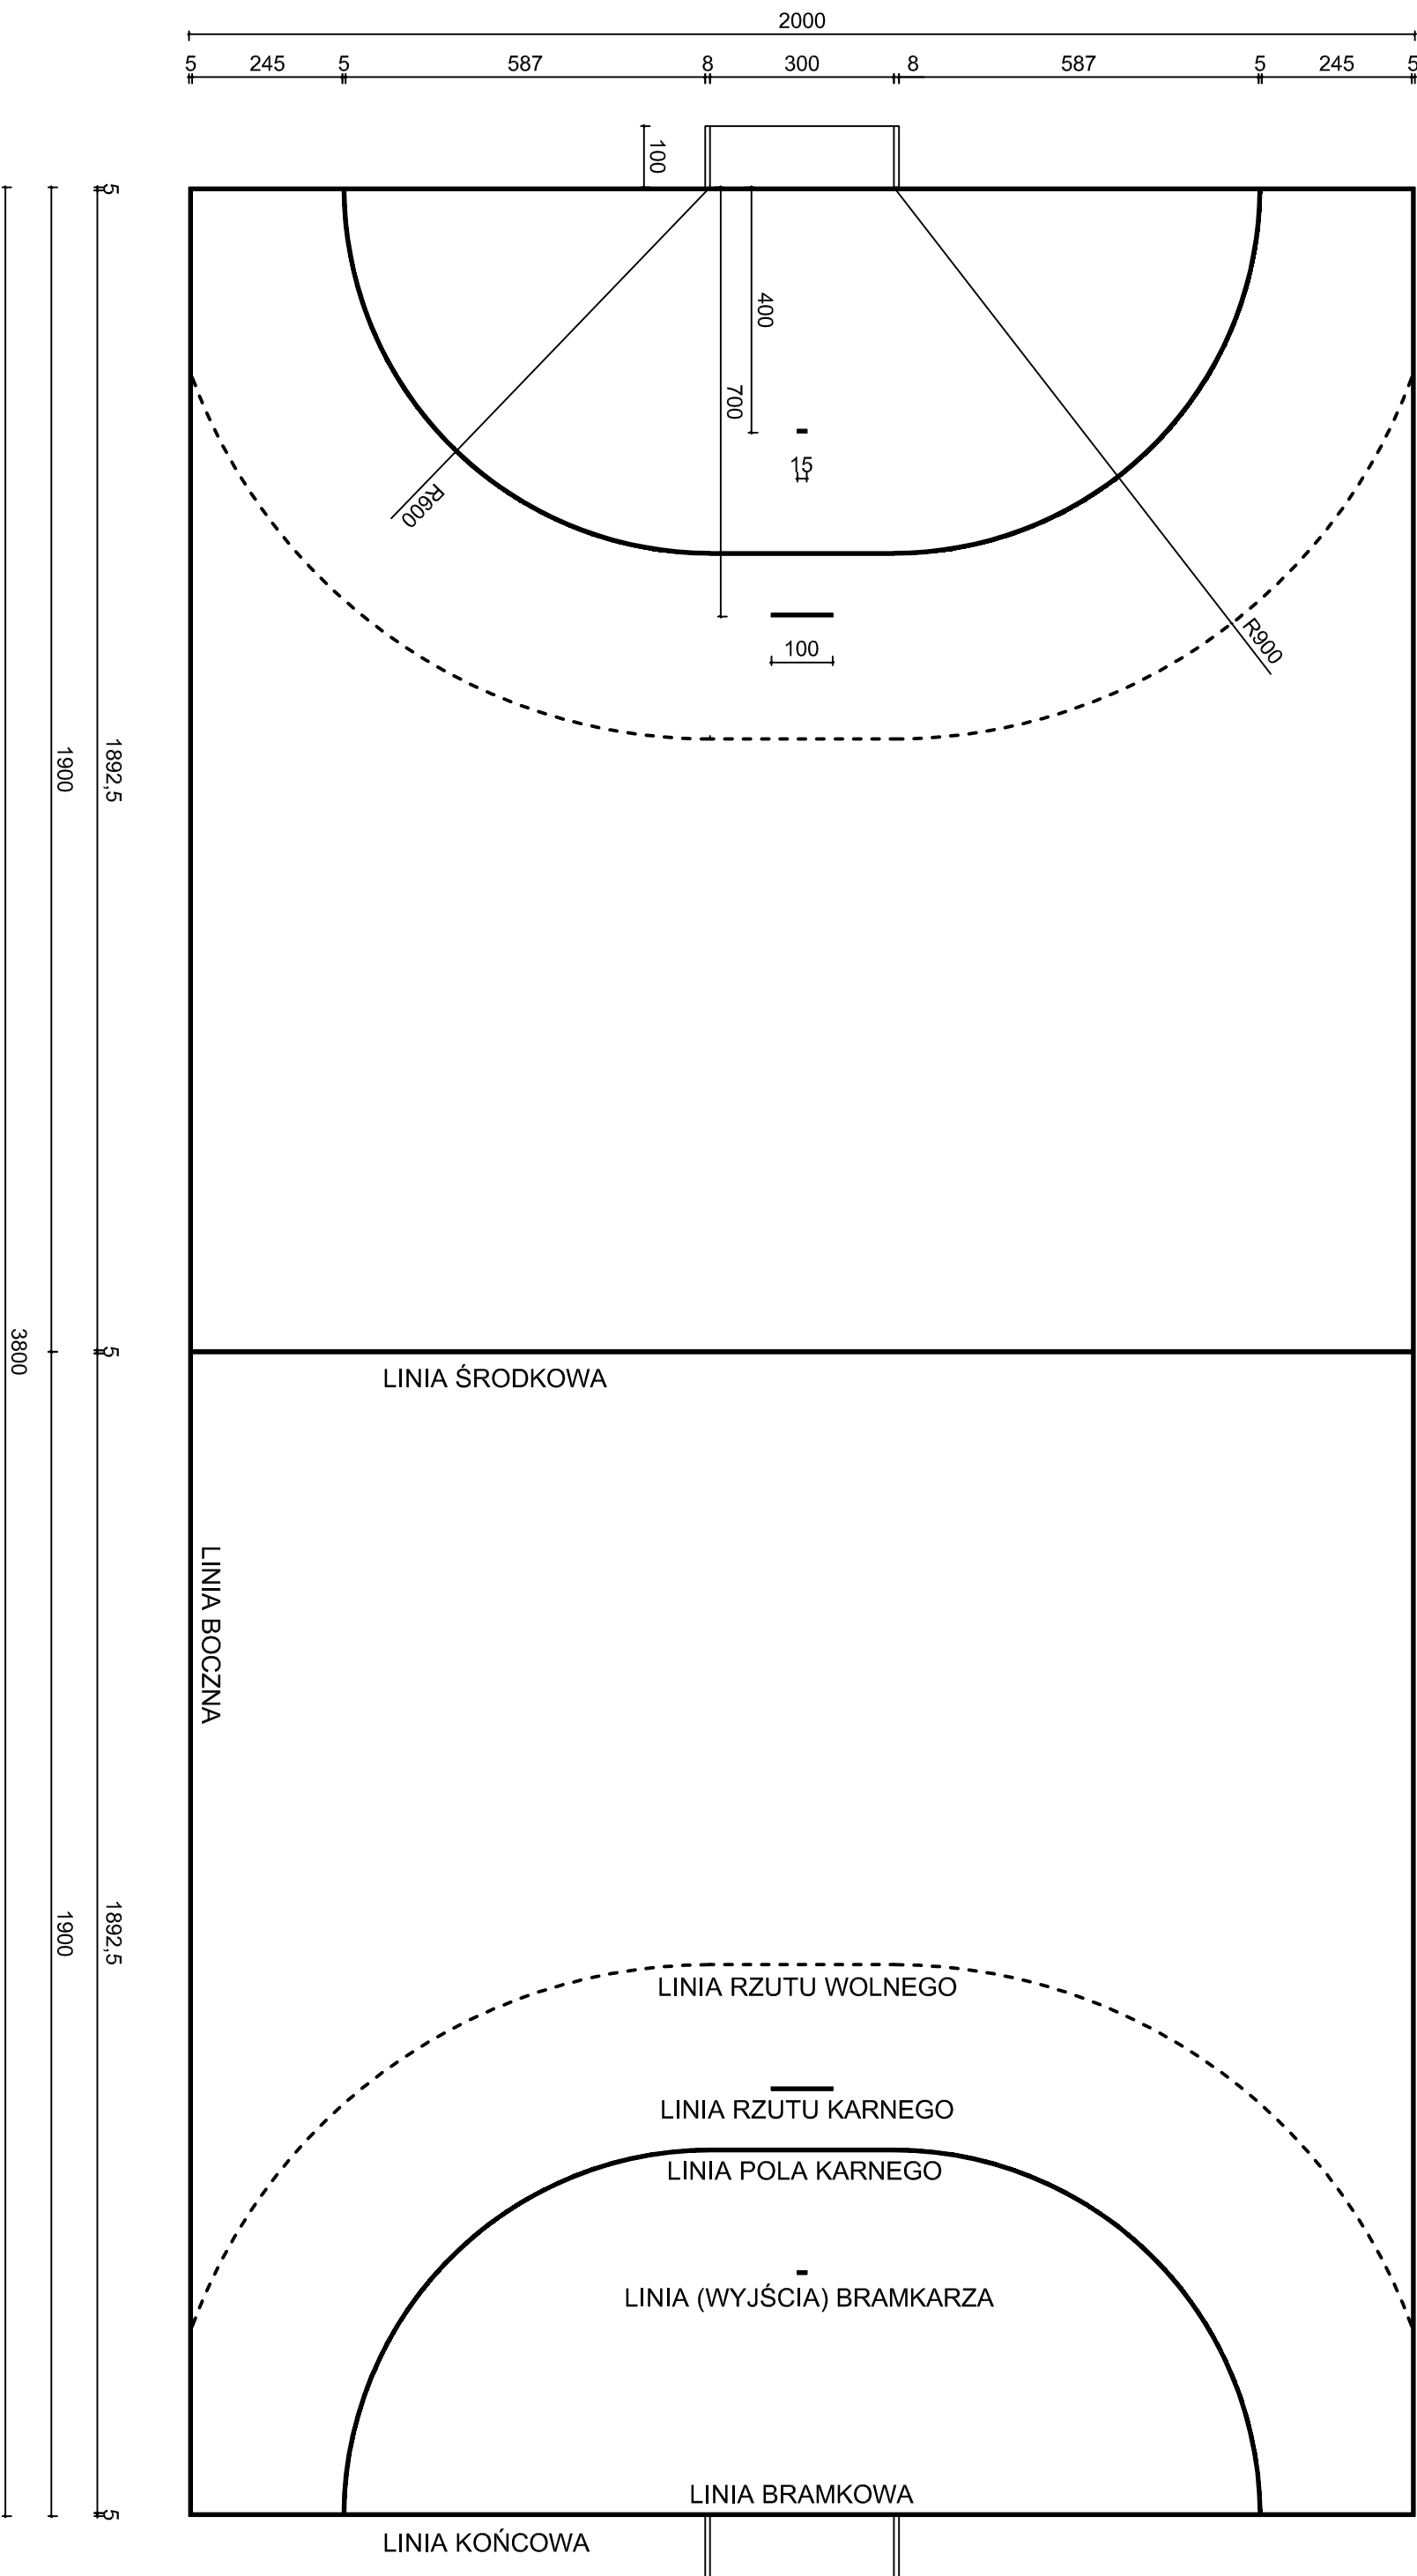 2000
5 245 5 587 8 300 8 587 5 245 5
100
5
400
700
15
R600
100
R900
1892,5
1900
5
3800
LINIA ŚRODKOWA
LINIA BOCZNA
1892,5
1900
LINIA RZUTU WOLNEGO
LINIA RZUTU KARNEGO
LINIA POLA KARNEGO
LINIA (WYJŚCIA) BRAMKARZA
LINIA BRAMKOWA
5
LINIA KOŃCOWA